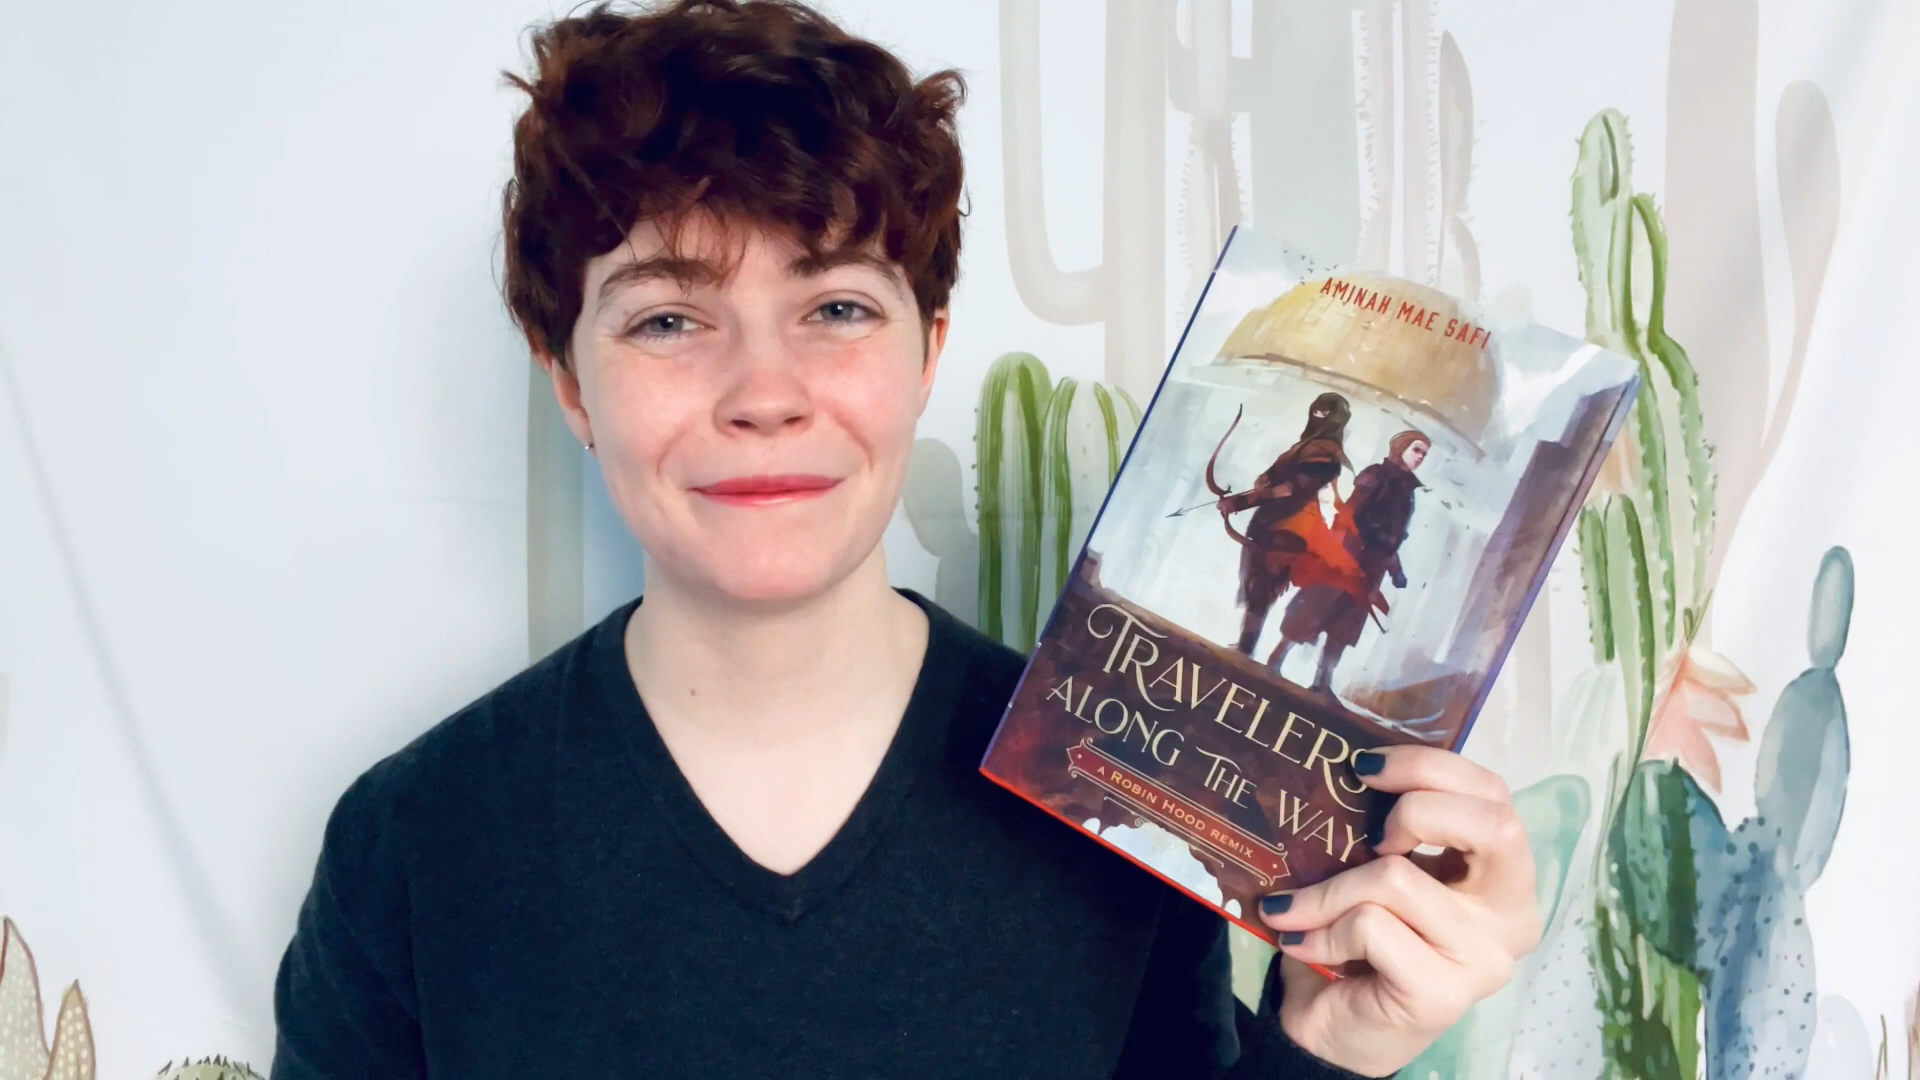 AMINAH MAE SAFI
TRAVELERS
ALONG THE WAY
A ROBIN HOOD REMIX